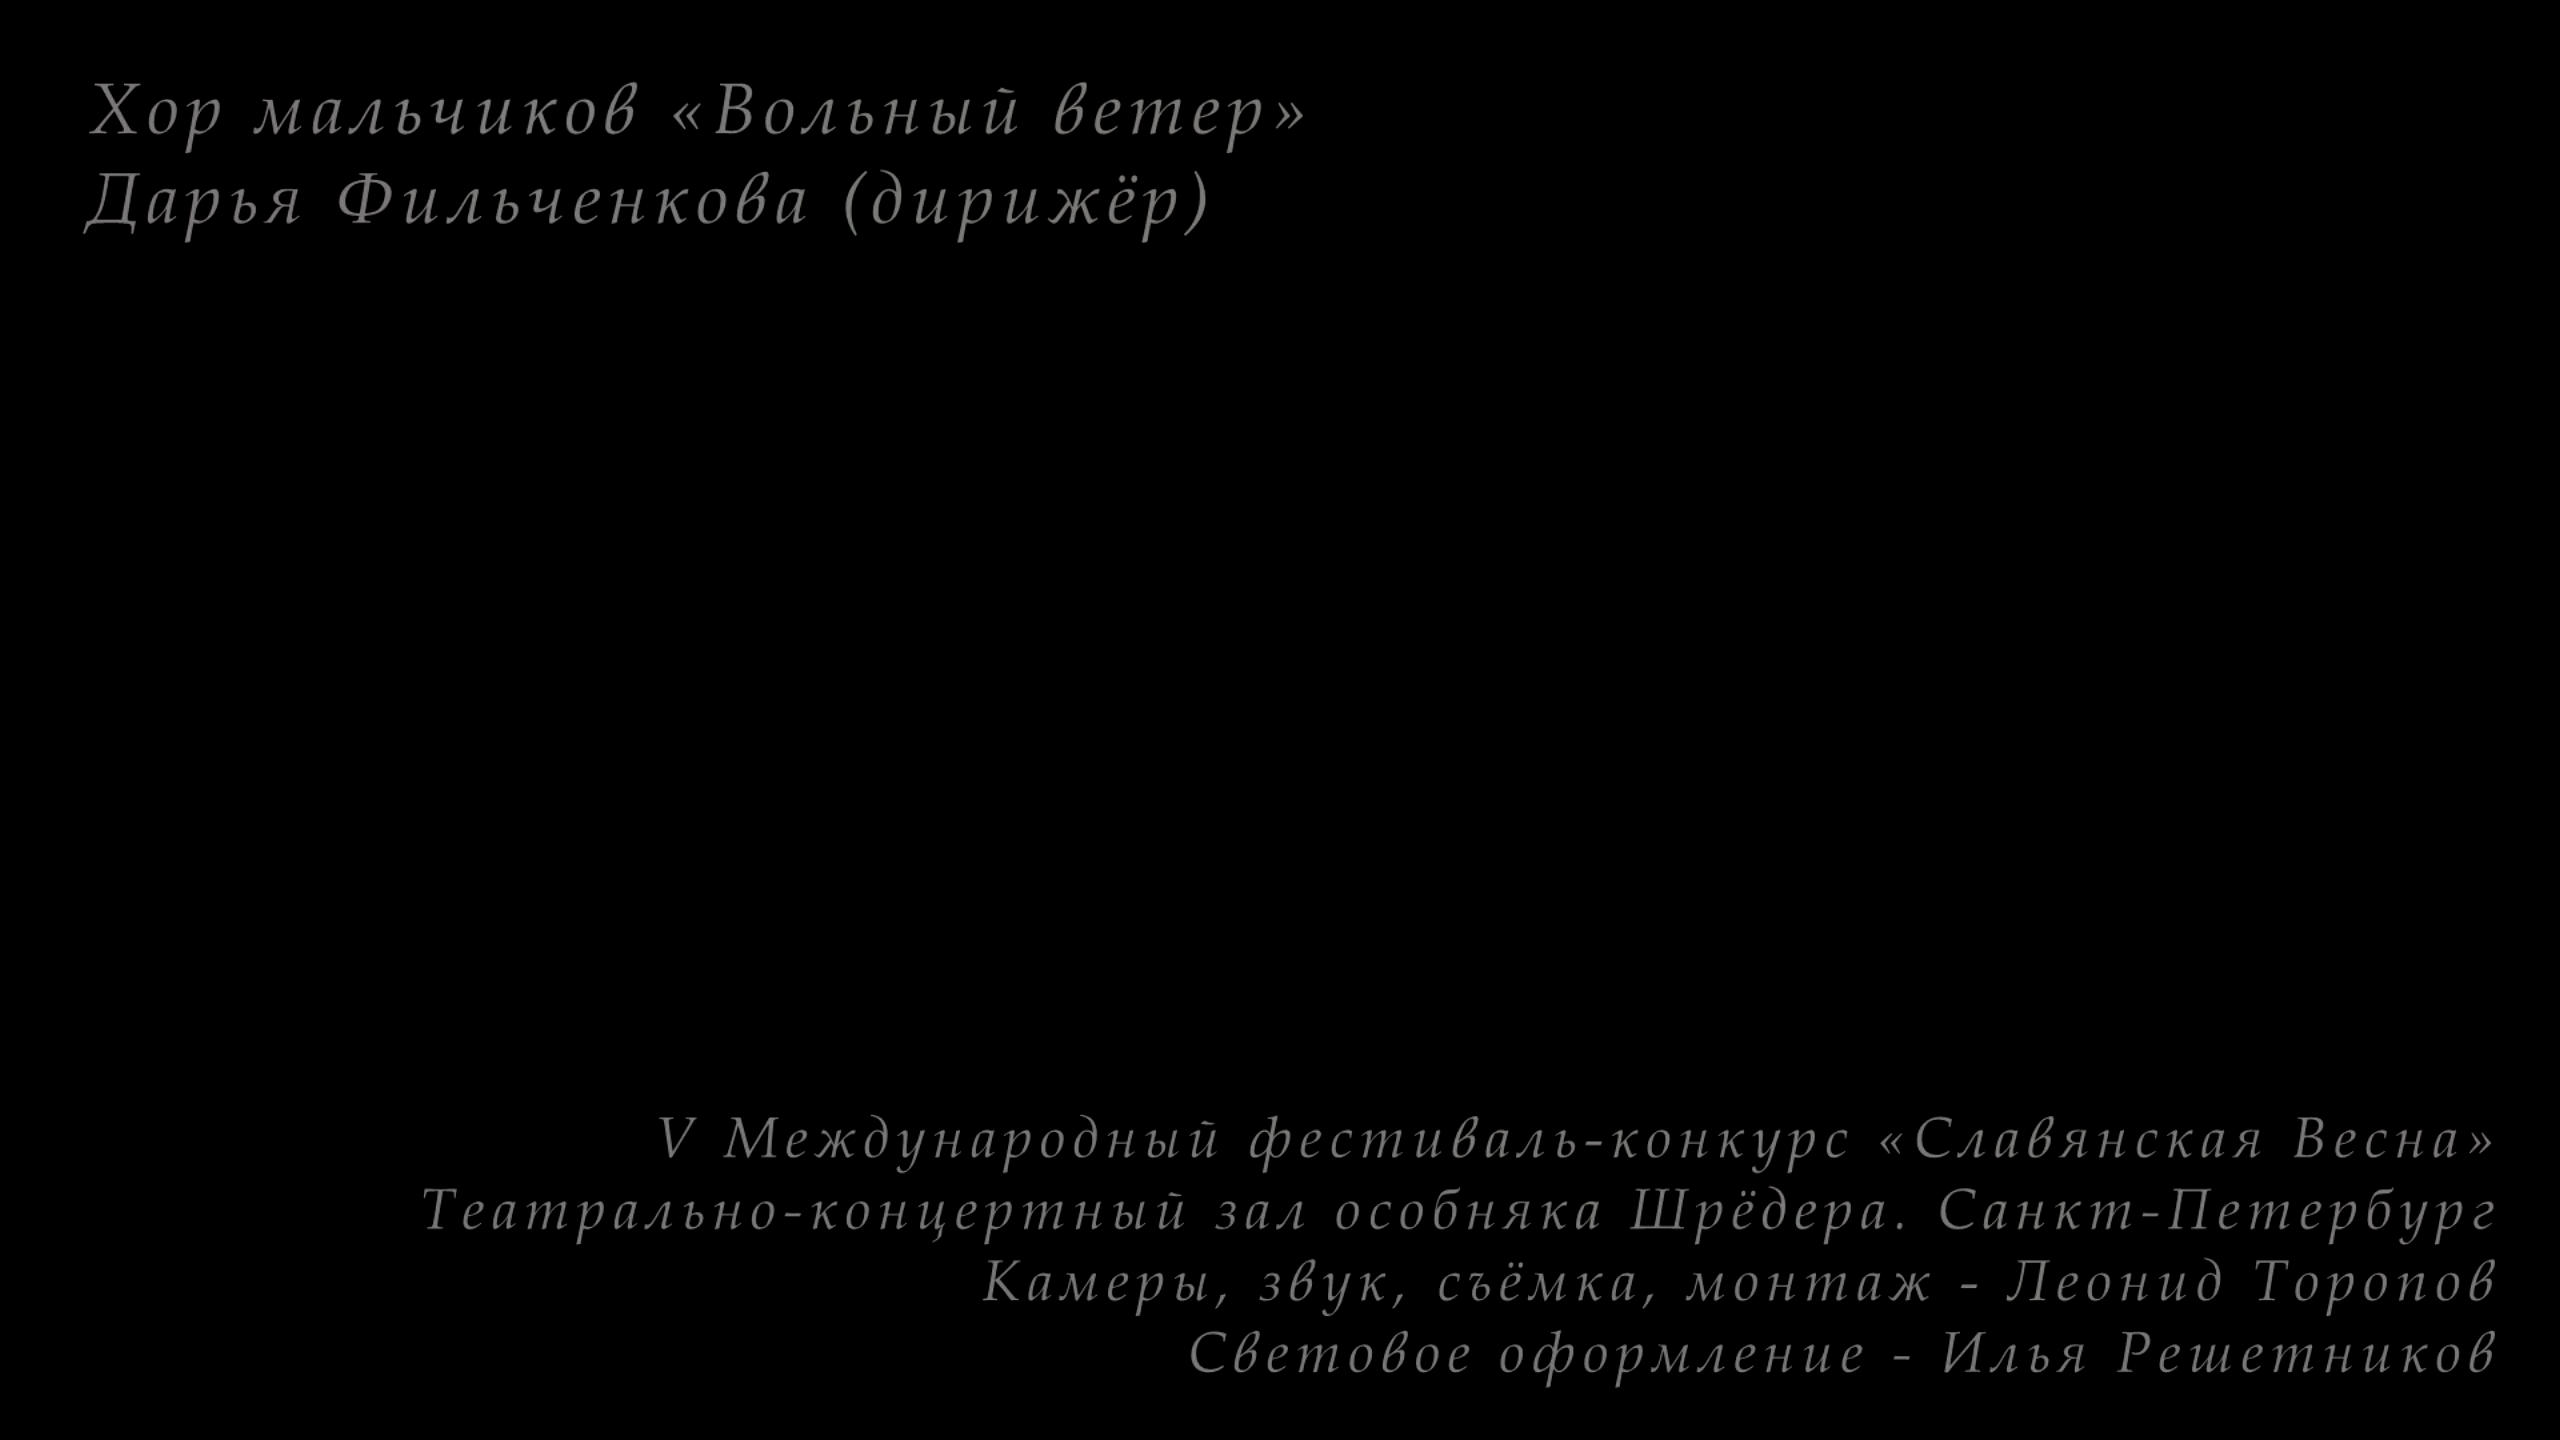 Хор мальчиков «Вольный ветер»
Дарья Фильченкова (дирижёр)
V Международный фестиваль-конкурс «Славянская Весна»
Театрально-концертный зал особняка Шрёдера. Санкт-Петербург
Камеры, звук, съёмка, монтаж - Леонид Торопов
Световое оформление - Илья Решетников